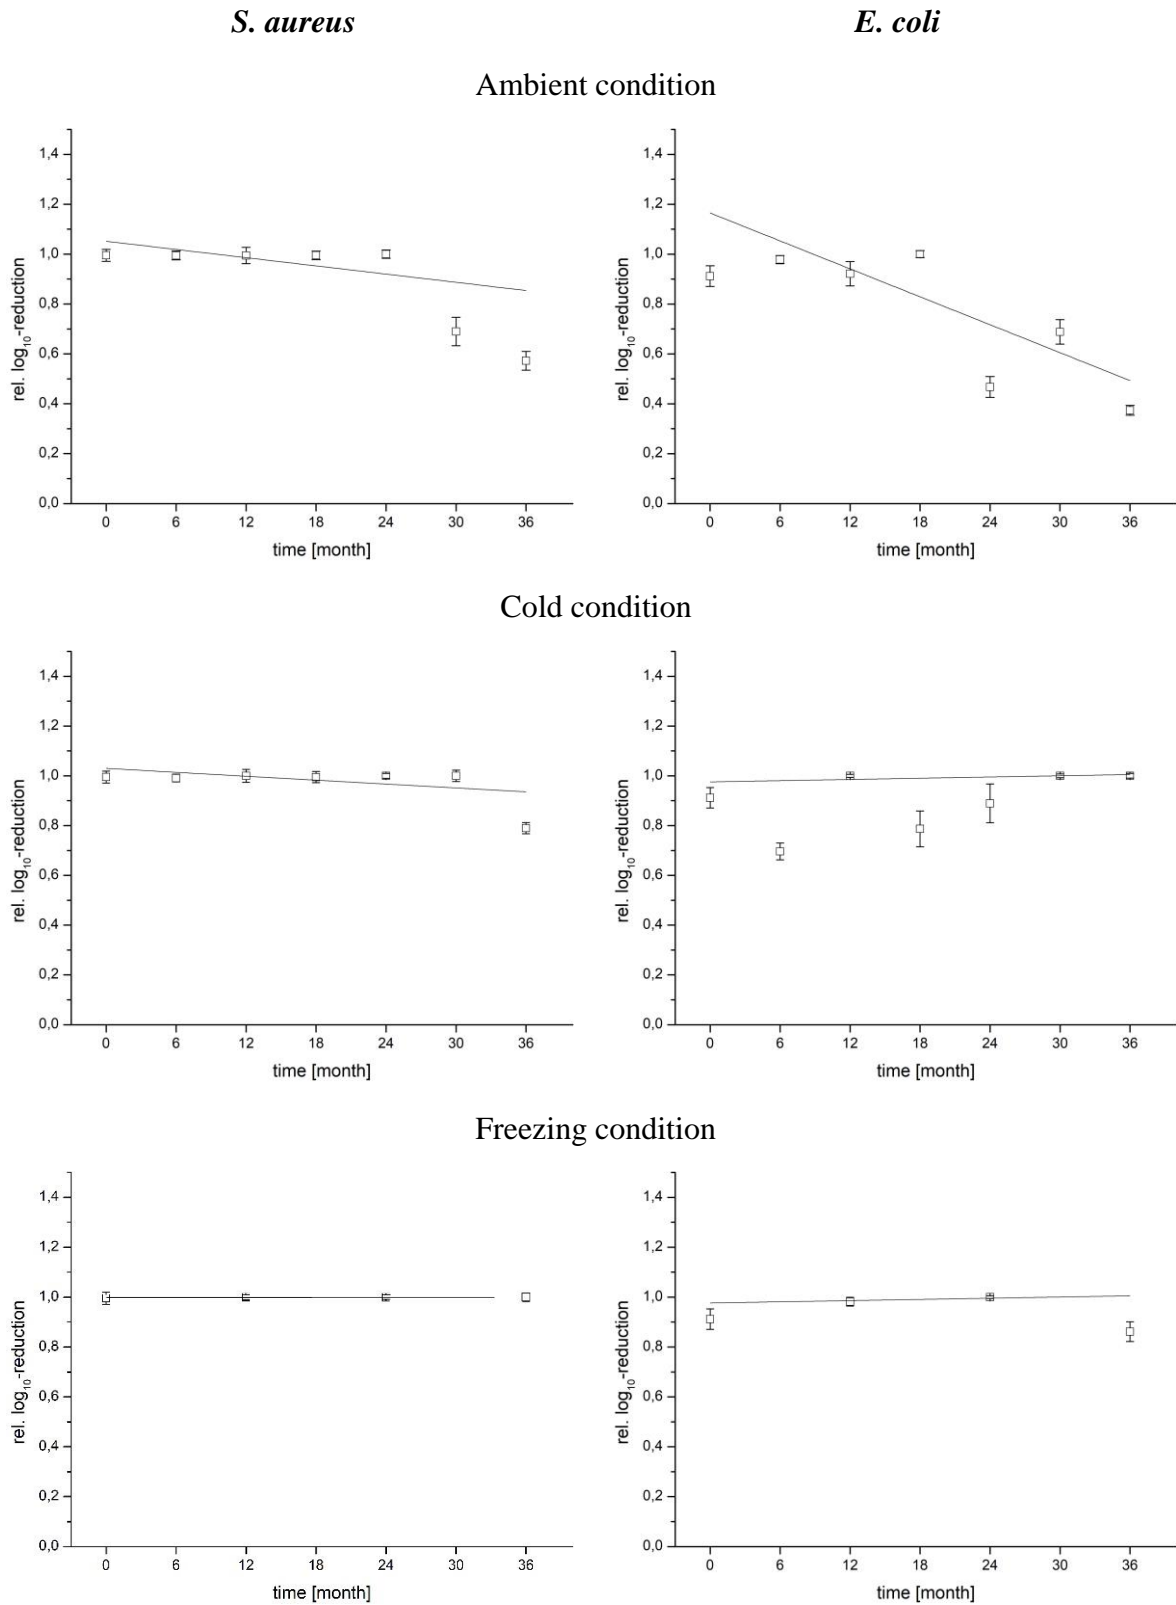 S. aureus
E. coli
Ambient condition
rel. log10-reduction
1,4
1,2
1,0
0,8
0,6
0,4
0,2
0,0
0 6 12 18 24 30 36
time [month]
rel. log10-reduction
1,4
1,2
1,0
0,8
0,6
0,4
0,2
0,0
0 6 12 18 24 30 36
time [month]
Cold condition
rel. log10-reduction
1,4
1,2
1,0
0,8
0,6
0,4
0,2
0,0
0 6 12 18 24 30 36
time [month]
rel. log10-reduction
1,4
1,2
1,0
0,8
0,6
0,4
0,2
0,0
0 6 12 18 24 30 36
time [month]
Freezing condition
rel. log10-reduction
1,4
1,2
1,0
0,8
0,6
0,4
0,2
0,0
0 6 12 18 24 30 36
time [month]
rel. log10-reduction
1,4
1,2
1,0
0,8
0,6
0,4
0,2
0,0
0 6 12 18 24 30 36
time [month]